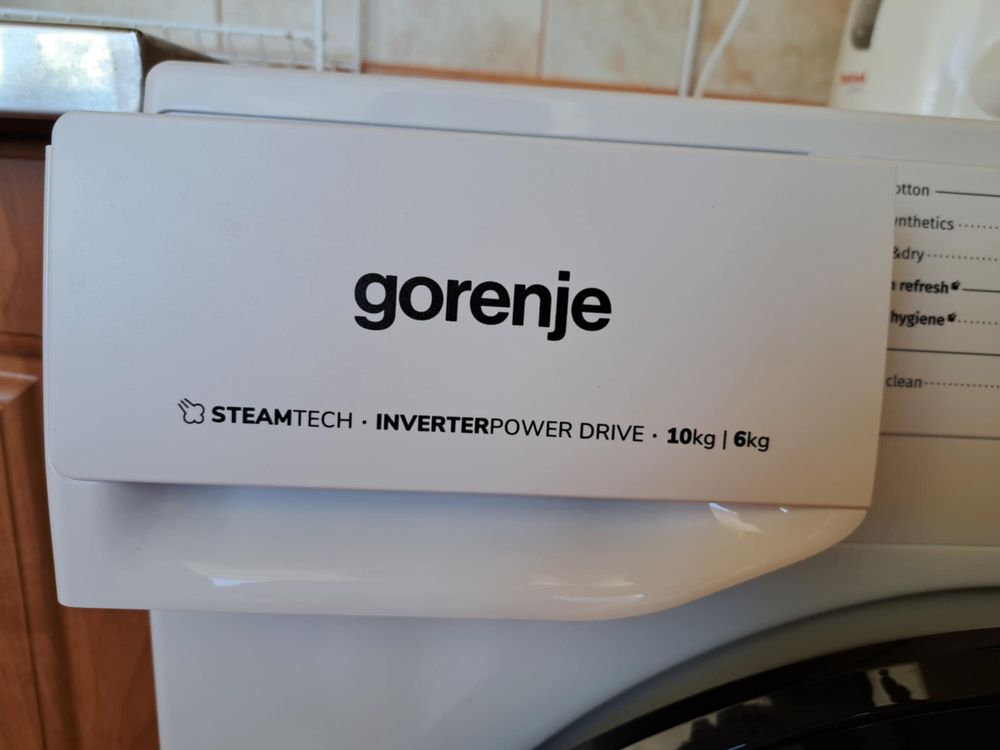 gorenje
STEAMTECH · INVERTERPOWER DRIVE · 10kg | 6kg
otton
ynthetics
&dry
refresh
hygiene
clean